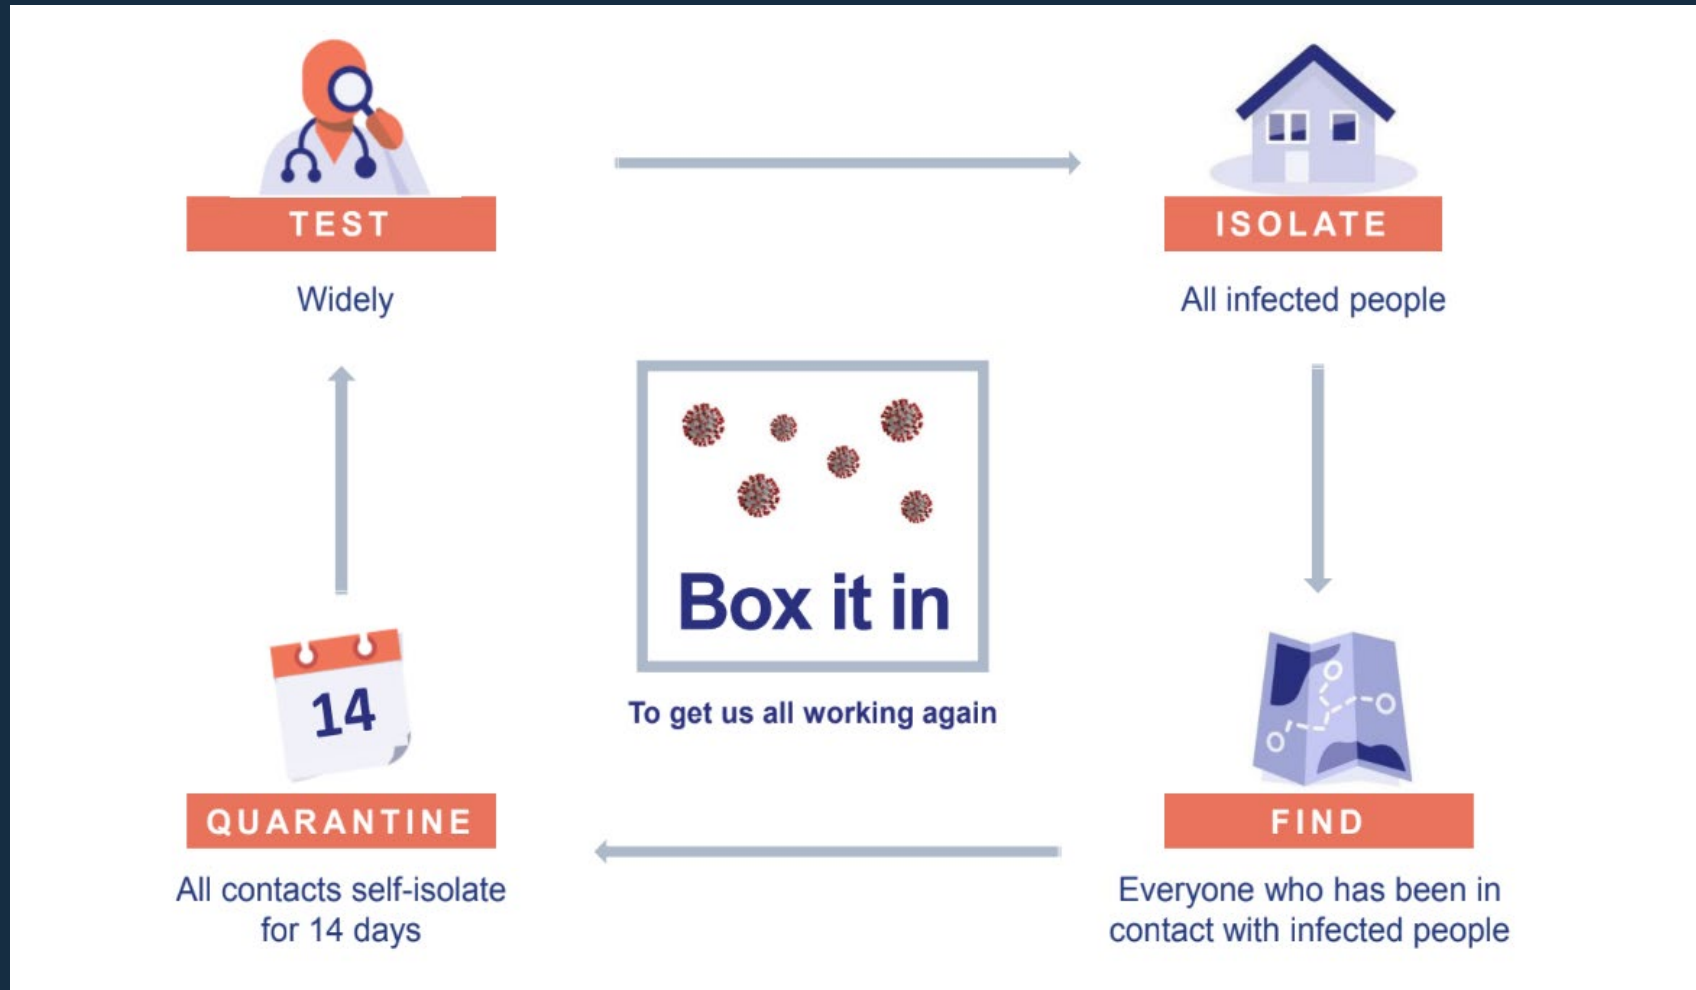 TEST
Widely
ISOLATE
All infected people
Box it in
To get us all working again
14
QUARANTINE
All contacts self-isolate
for 14 days
FIND
Everyone who has been in
contact with infected people